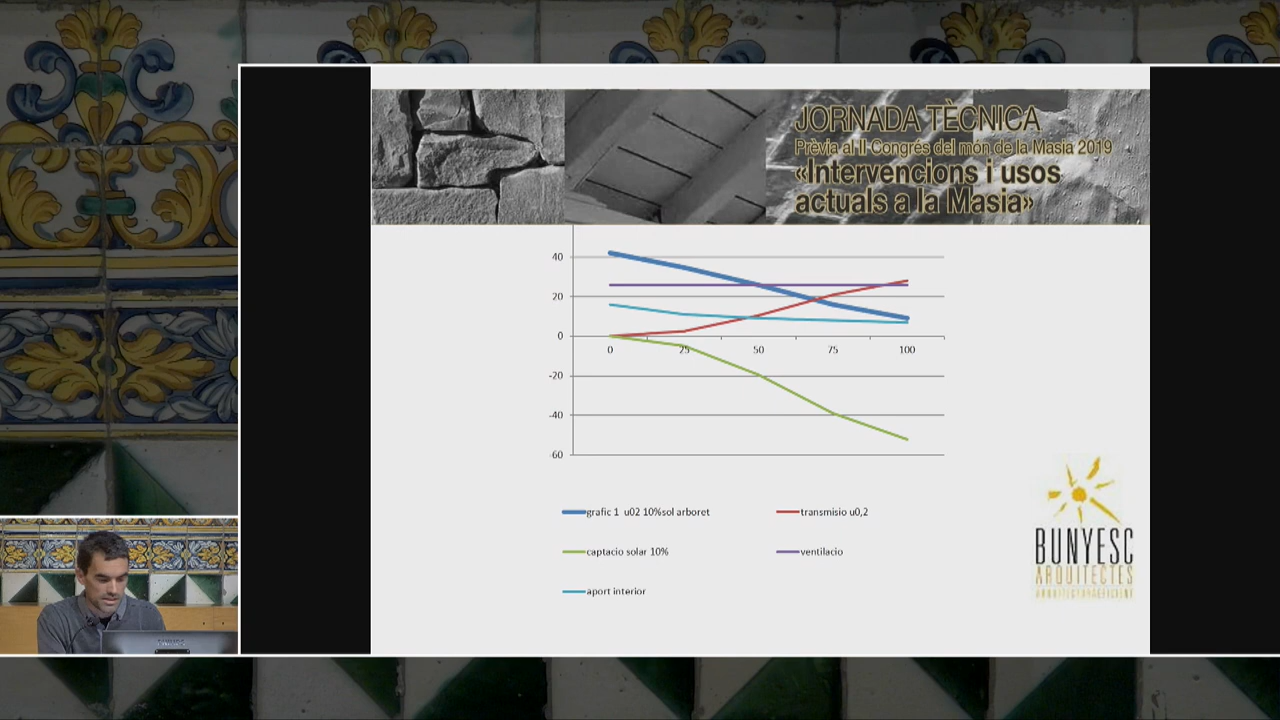 JORNADA TÈCNICA
Prèvia al II Congrés del món de la Masia 2019
«Intervencions i usos
actuals a la Masia»
40
20
0
-20
-40
-60
0 25 50 75 100
grafic 1 u02 10%sol arboret
transmisio u0,2
captacio solar 10%
ventilacio
aport interior
BUNYESC
ARQUITECTES